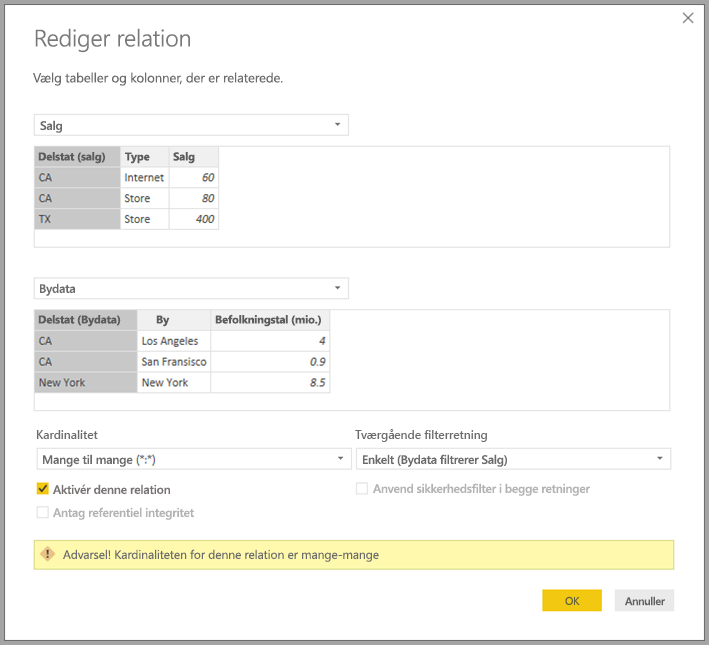 Rediger relation
Vælg tabeller og kolonner, der er relaterede.
Salg
Delstat (salg) Type Salg
CA Internet 60
CA Store 80
TX Store 400
Bydata
Delstat (Bydata) By Befolkningstal (mio.)
CA Los Angeles 4
CA San Fransisco 0.9
New York New York 8.5
Kardinalitet Tværgående filterretning
Mange til mange (*:*) Enkelt (Bydata filtrerer Salg)
Aktivér denne relation Anvend sikkerhedsfilter i begge retninger
Antag referentiel integritet
Advarsel! Kardinaliteten for denne relation er mange-mange
OK Annuller